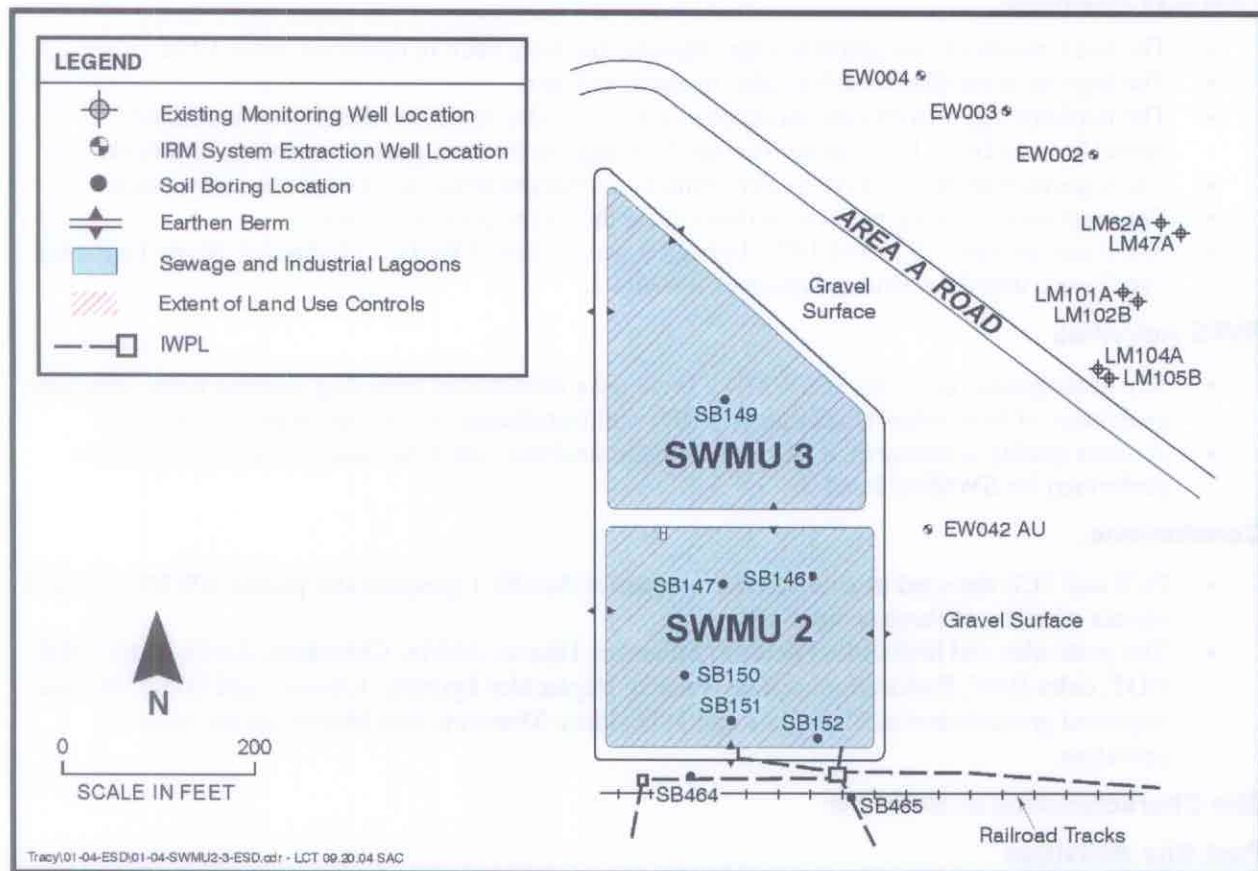 LEGEND
Existing Monitoring Well Location
IRM System Extraction Well Location
Soil Boring Location
Earthen Berm
Sewage and Industrial Lagoons
Extent of Land Use Controls
IWPL
EW004
EW003
EW002
LM62A
LM47A
AREA A ROAD
Gravel
Surface
LM101A
LM102B
LM104A
LM105B
SB149
SWMU 3
EW042 AU
SB146
SB147
SWMU 2
Gravel Surface
SB150
SB151
SB152
N
0 200
SCALE IN FEET
SB464
SB465
Railroad Tracks
Tracy\01-04-ESD\01-04-SWMU2-3-ESD.cdr - LCT 09.20.04 SAC